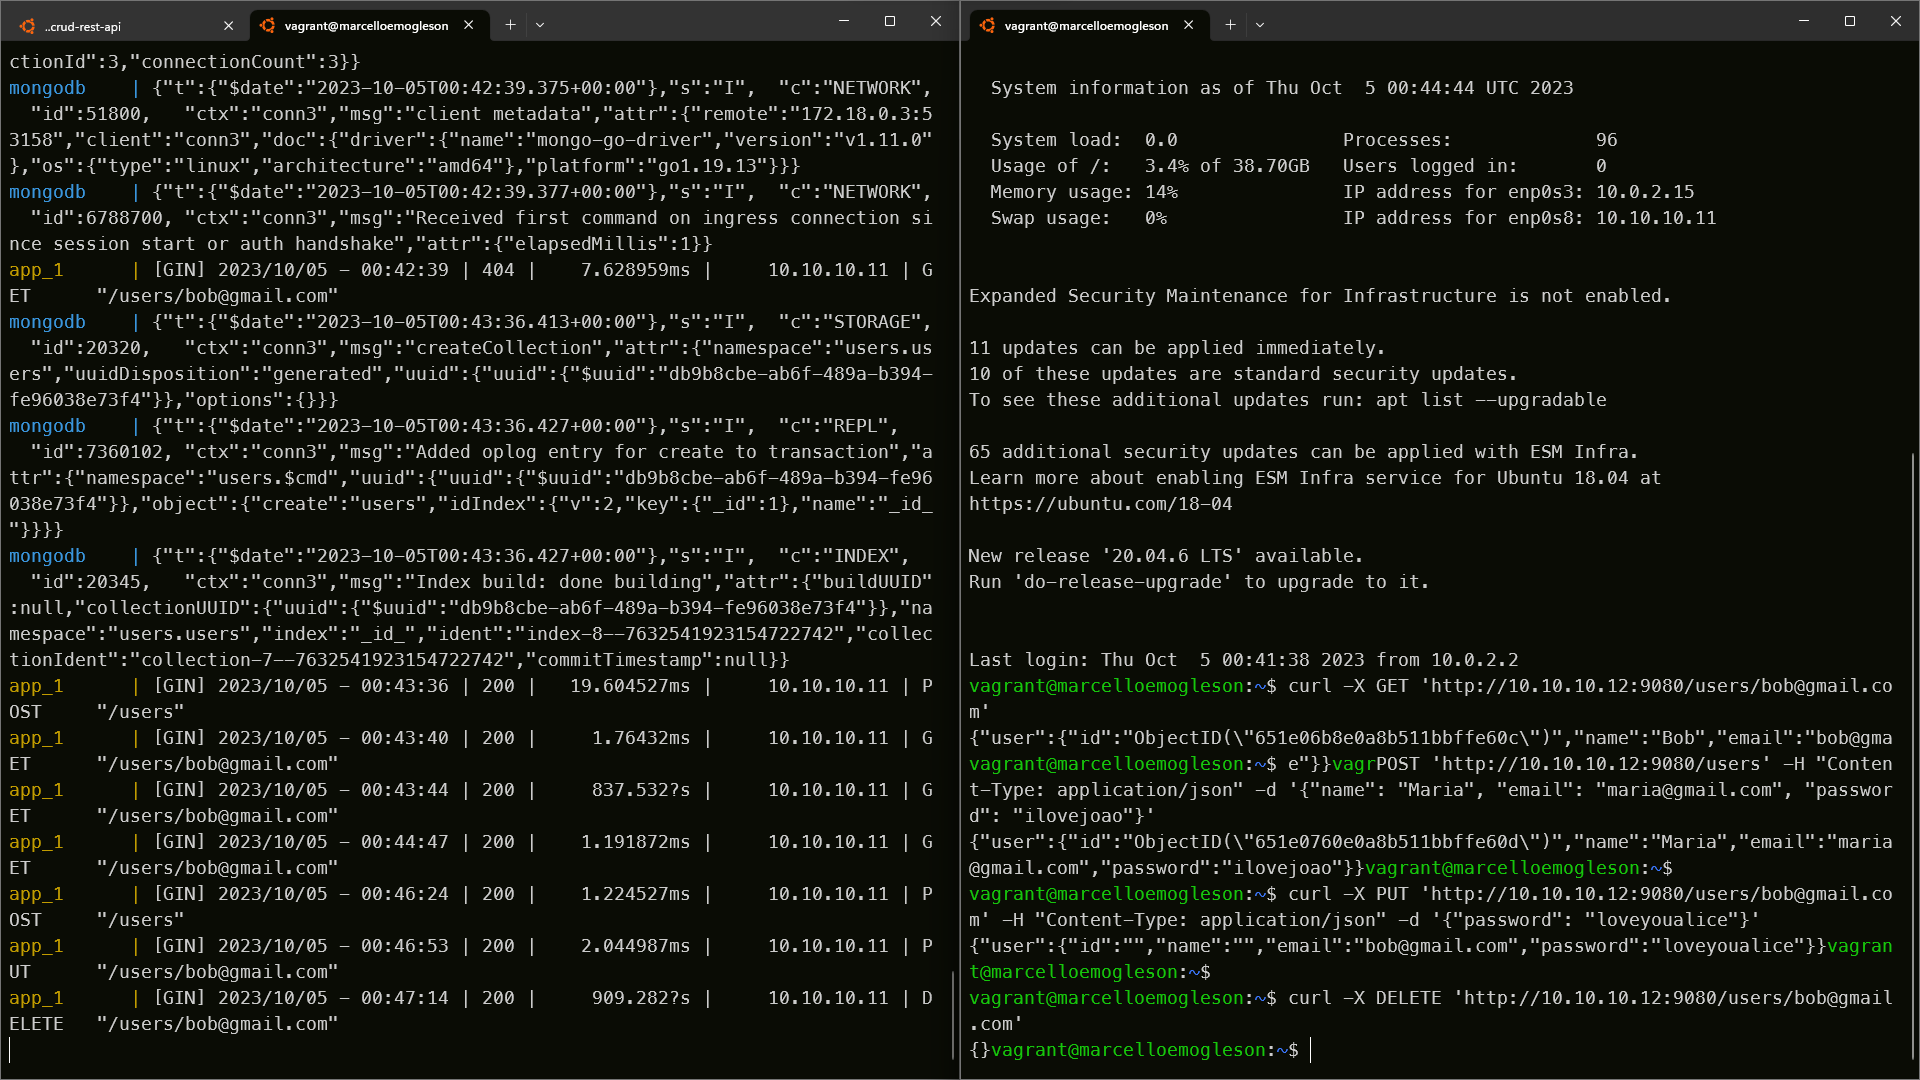 ..crud-rest-api
vagrant@marcelloemogleson
ctionId":3,"connectionCount":3}}
mongodb    | {"t":{"$date":"2023-10-05T00:42:39.375+00:00"},"s":"I",  "c":"NETWORK",
  "id":51800,   "ctx":"conn3","msg":"client metadata","attr":{"remote":"172.18.0.3:5
3158","client":"conn3","doc":{"driver":{"name":"mongo-go-driver","version":"v1.11.0"
},"os":{"type":"linux","architecture":"amd64"},"platform":"go1.19.13"}}}
mongodb    | {"t":{"$date":"2023-10-05T00:42:39.377+00:00"},"s":"I",  "c":"NETWORK",
  "id":6788700, "ctx":"conn3","msg":"Received first command on ingress connection si
nce session start or auth handshake","attr":{"elapsedMillis":1}}
app_1      | [GIN] 2023/10/05 - 00:42:39 | 404 |    7.628959ms |     10.10.10.11 | G
ET      "/users/bob@gmail.com"
mongodb    | {"t":{"$date":"2023-10-05T00:43:36.413+00:00"},"s":"I",  "c":"STORAGE",
  "id":20320,   "ctx":"conn3","msg":"createCollection","attr":{"namespace":"users.us
ers","uuidDisposition":"generated","uuid":{"uuid":{"$uuid":"db9b8cbe-ab6f-489a-b394-
fe96038e73f4"}},"options":{}}}
mongodb    | {"t":{"$date":"2023-10-05T00:43:36.427+00:00"},"s":"I",  "c":"REPL",
  "id":7360102, "ctx":"conn3","msg":"Added oplog entry for create to transaction","a
ttr":{"namespace":"users.$cmd","uuid":{"uuid":{"$uuid":"db9b8cbe-ab6f-489a-b394-fe96
038e73f4"}},"object":{"create":"users","idIndex":{"v":2,"key":{"_id":1},"name":"_id_
"}}}}
mongodb    | {"t":{"$date":"2023-10-05T00:43:36.427+00:00"},"s":"I",  "c":"INDEX",
  "id":20345,   "ctx":"conn3","msg":"Index build: done building","attr":{"buildUUID"
:null,"collectionUUID":{"uuid":{"$uuid":"db9b8cbe-ab6f-489a-b394-fe96038e73f4"}},"na
mespace":"users.users","index":"_id_","ident":"index-8--7632541923154722742","collec
tionIdent":"collection-7--7632541923154722742","commitTimestamp":null}}
app_1      | [GIN] 2023/10/05 - 00:43:36 | 200 |   19.604527ms |     10.10.10.11 | P
OST     "/users"
app_1      | [GIN] 2023/10/05 - 00:43:40 | 200 |     1.76432ms |     10.10.10.11 | G
ET      "/users/bob@gmail.com"
app_1      | [GIN] 2023/10/05 - 00:43:44 | 200 |     837.532?s |     10.10.10.11 | G
ET      "/users/bob@gmail.com"
app_1      | [GIN] 2023/10/05 - 00:44:47 | 200 |    1.191872ms |     10.10.10.11 | G
ET      "/users/bob@gmail.com"
app_1      | [GIN] 2023/10/05 - 00:46:24 | 200 |    1.224527ms |     10.10.10.11 | P
OST     "/users"
app_1      | [GIN] 2023/10/05 - 00:46:53 | 200 |    2.044987ms |     10.10.10.11 | P
UT      "/users/bob@gmail.com"
app_1      | [GIN] 2023/10/05 - 00:47:14 | 200 |     909.282?s |     10.10.10.11 | D
ELETE   "/users/bob@gmail.com"
vagrant@marcelloemogleson
  System information as of Thu Oct  5 00:44:44 UTC 2023
  System load:  0.0               Processes:             96
  Usage of /:   3.4% of 38.70GB   Users logged in:       0
  Memory usage: 14%               IP address for enp0s3: 10.0.2.15
  Swap usage:   0%                IP address for enp0s8: 10.10.10.11
Expanded Security Maintenance for Infrastructure is not enabled.
11 updates can be applied immediately.
10 of these updates are standard security updates.
To see these additional updates run: apt list --upgradable
65 additional security updates can be applied with ESM Infra.
Learn more about enabling ESM Infra service for Ubuntu 18.04 at
https://ubuntu.com/18-04
New release '20.04.6 LTS' available.
Run 'do-release-upgrade' to upgrade to it.
Last login: Thu Oct  5 00:41:38 2023 from 10.0.2.2
vagrant@marcelloemogleson:~$ curl -X GET 'http://10.10.10.12:9080/users/bob@gmail.co
m'
{"user":{"id":"ObjectID(\"651e06b8e0a8b511bbffe60c\")","name":"Bob","email":"bob@gma
vagrant@marcelloemogleson:~$ e"}}vagrPOST 'http://10.10.10.12:9080/users' -H "Conten
t-Type: application/json" -d '{"name": "Maria", "email": "maria@gmail.com", "passwor
d": "ilovejoao"}'
{"user":{"id":"ObjectID(\"651e0760e0a8b511bbffe60d\")","name":"Maria","email":"maria
@gmail.com","password":"ilovejoao"}}vagrant@marcelloemogleson:~$
vagrant@marcelloemogleson:~$ curl -X PUT 'http://10.10.10.12:9080/users/bob@gmail.co
m' -H "Content-Type: application/json" -d '{"password": "loveyoualice"}'
{"user":{"id":"","name":"","email":"bob@gmail.com","password":"loveyoualice"}}vagran
t@marcelloemogleson:~$
vagrant@marcelloemogleson:~$ curl -X DELETE 'http://10.10.10.12:9080/users/bob@gmail
.com'
{}vagrant@marcelloemogleson:~$